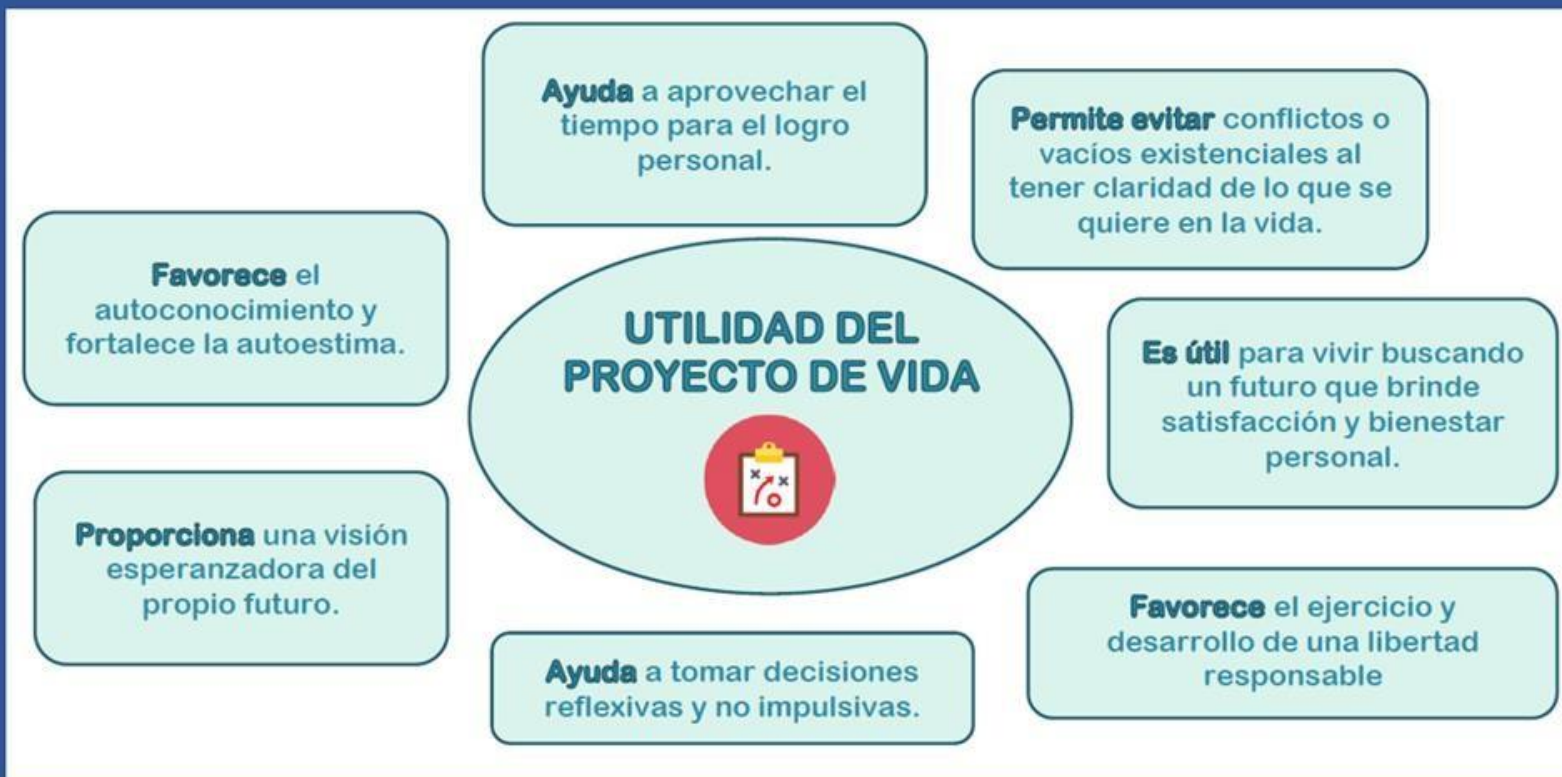 Ayuda a aprovechar el
tiempo para el logro
personal.
Permite evitar conflictos o
vacíos existenciales al
tener claridad de lo que se
quiere en la vida.
Favorece el
autoconocimiento y
fortalece la autoestima.
UTILIDAD DEL
PROYECTO DE VIDA
Es útil para vivir buscando
un futuro que brinde
satisfacción y bienestar
personal.
Proporciona una visión
esperanzadora del
propio futuro.
Favorece el ejercicio y
desarrollo de una libertad
responsable
Ayuda a tomar decisiones
reflexivas y no impulsivas.